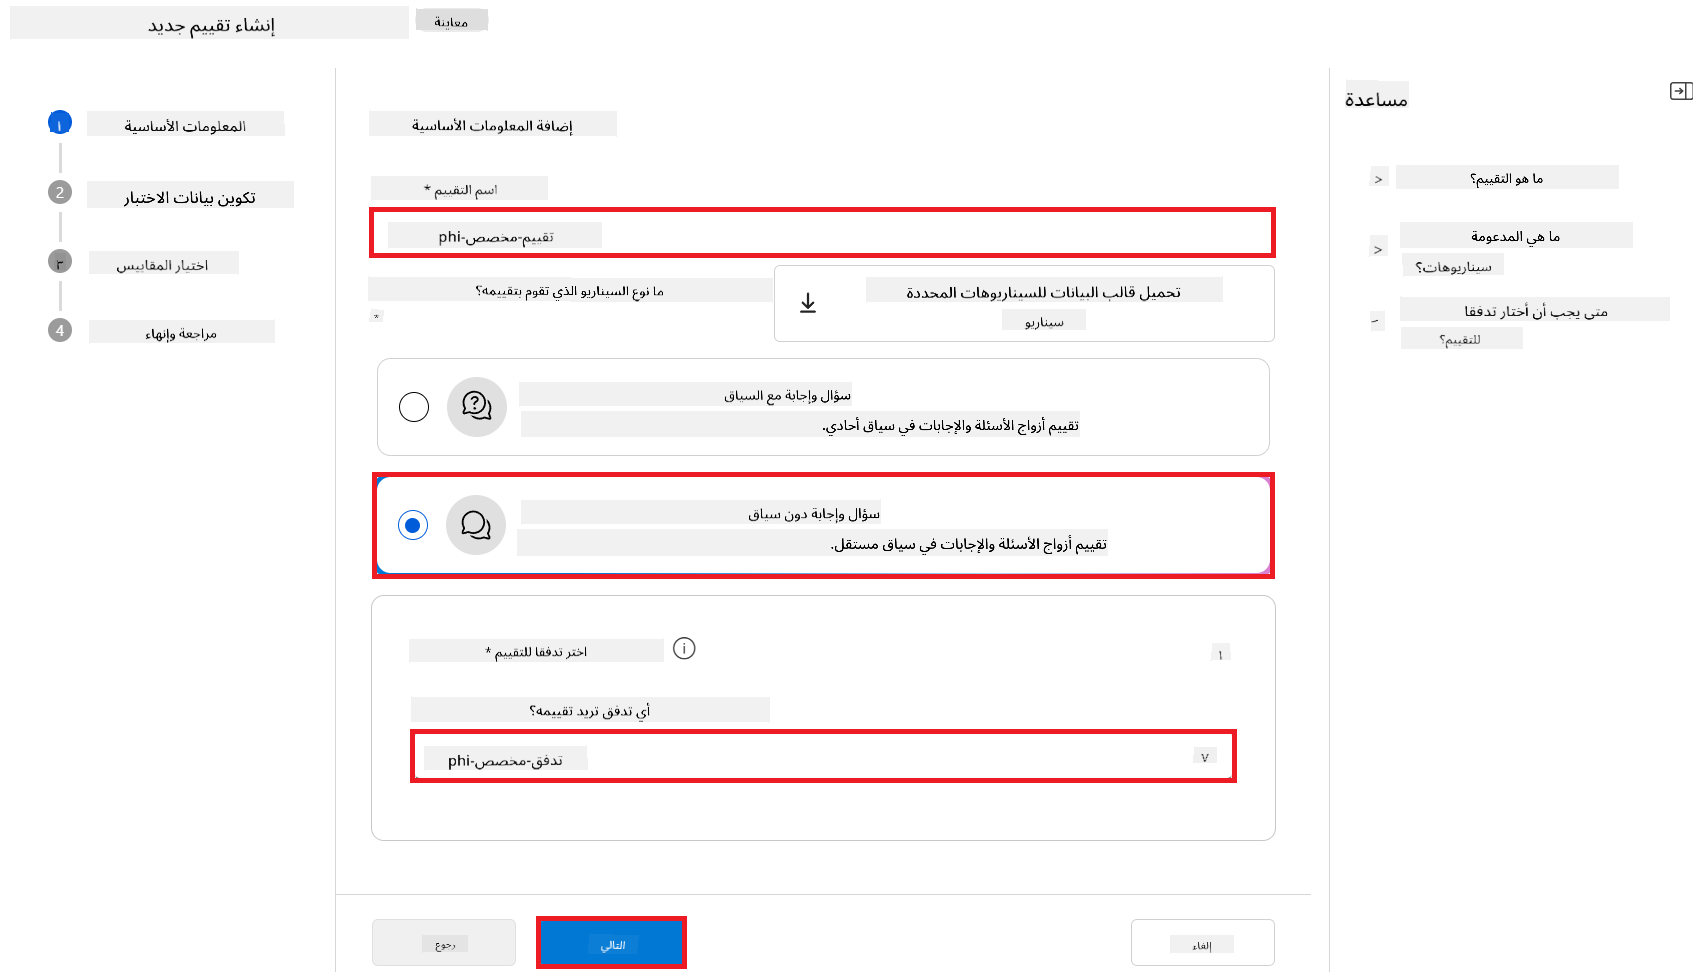 إنشاء تقييم جديد
معاينة
١
المعلومات الأساسية
2
تكوين بيانات الاختبار
٣
اختيار المقاييس
4
مراجعة وإنهاء
إضافة المعلومات الأساسية
اسم التقييم *
تقييم-مخصص-phi
ما نوع السيناريو الذي تقوم بتقييمه؟
*
تحميل قالب البيانات للسيناريوهات المحددة
سيناريو
سؤال وإجابة مع السياق
تقييم أزواج الأسئلة والإجابات في سياق أحادي.
سؤال وإجابة دون سياق
تقييم أزواج الأسئلة والإجابات في سياق مستقل.
اختر تدفقا للتقييم *
أي تدفق تريد تقييمه؟
تدفق-مخصص-phi
رجوع
التالي
إلغاء
مساعدة
ما هو التقييم؟
ما هي المدعومة
سيناريوهات؟
متى يجب أن أختار تدفقا
للتقييم؟